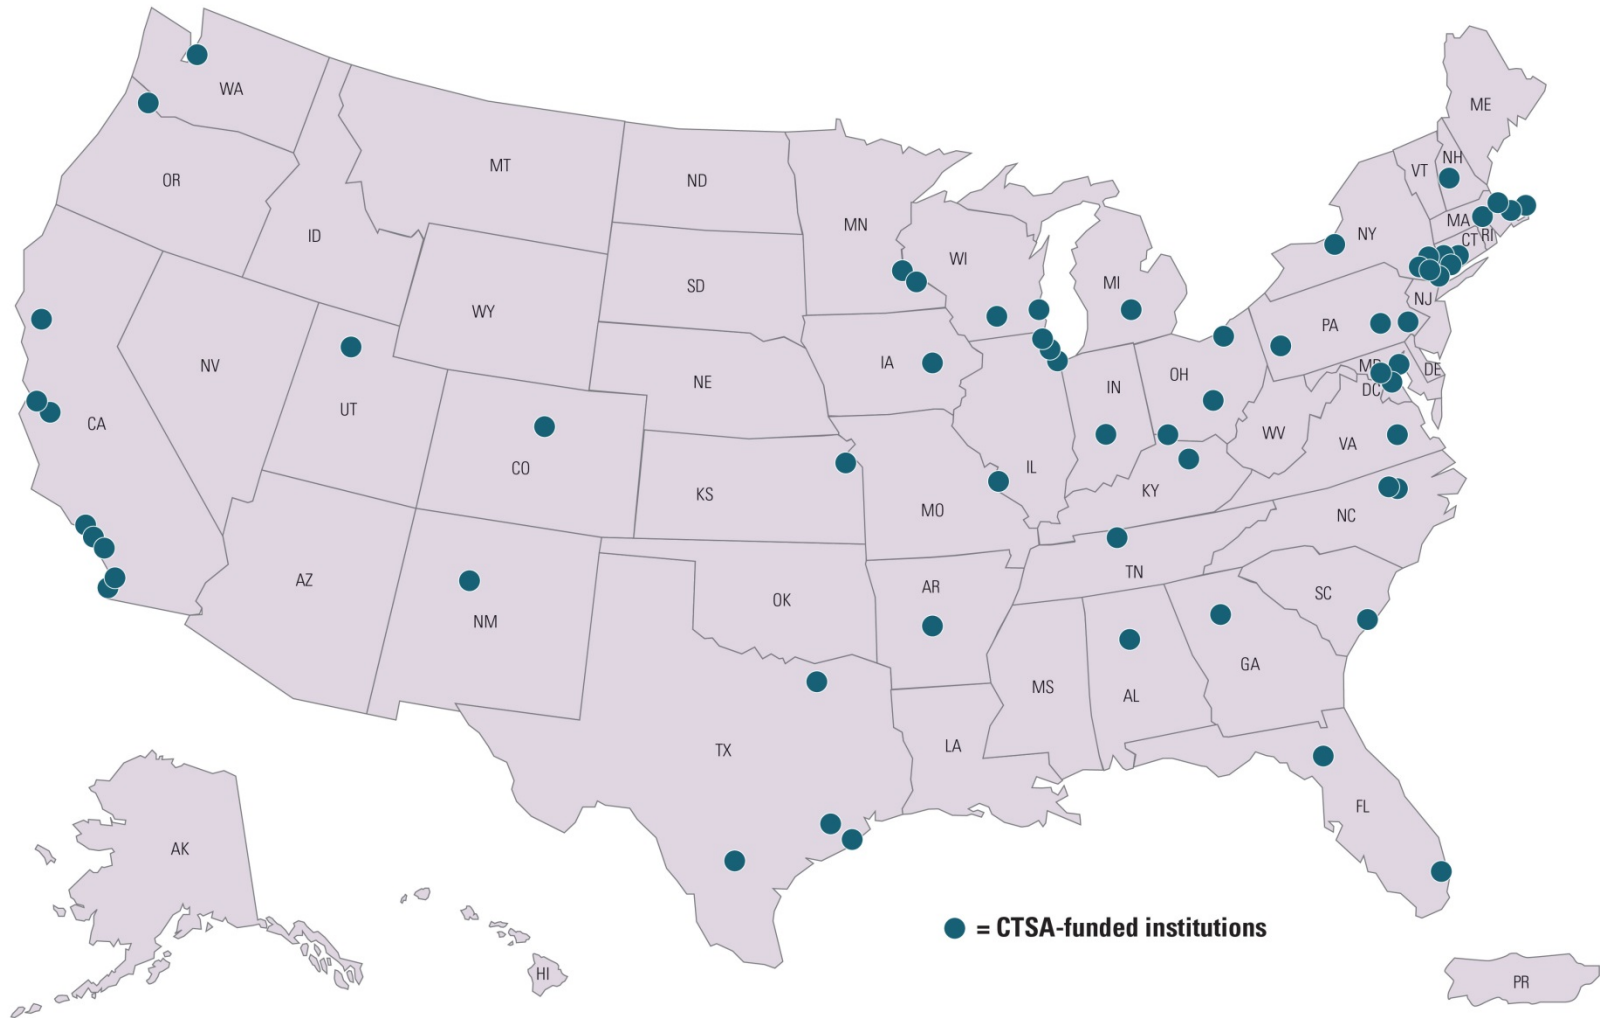 WA
ME
MT
VT
NH
OR
ND
MN
MA
NY
CT
RI
ID
WI
SD
MI
NJ
WY
PA
IA
NV
MD
DE
NE
OH
IN
DC
UT
CA
WV
VA
CO
IL
KS
KY
MO
NC
TN
AZ
AR
OK
SC
NM
GA
MS
AL
LA
TX
FL
AK
= CTSA-funded institutions
HI
PR